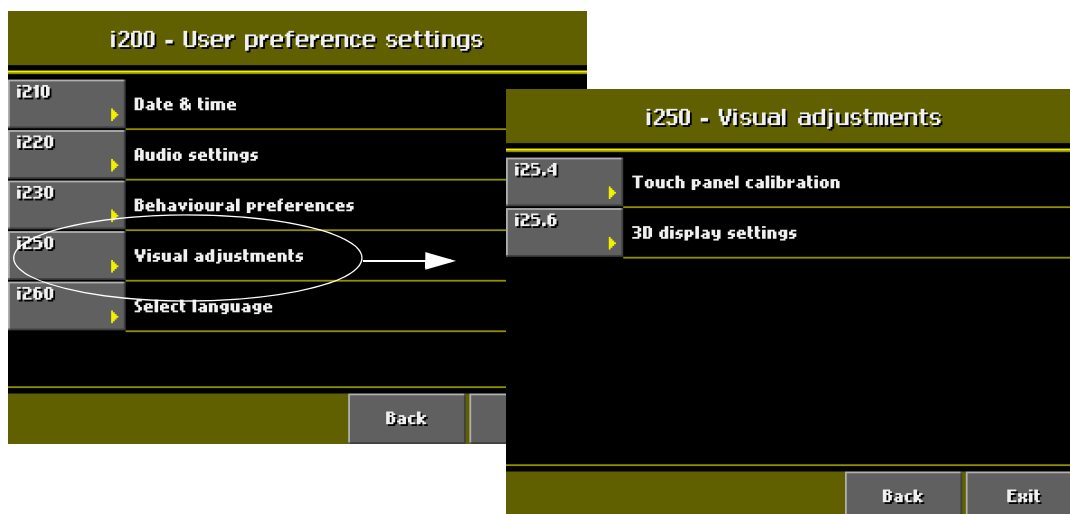 i200 - User preference settings
i210
Date & time
i220
Audio settings
i230
Behavioural preferences
i250
Visual adjustments
i260
Select language
Back
i250 - Visual adjustments
i25.4
Touch panel calibration
i25.6
3D display settings
Back Exit